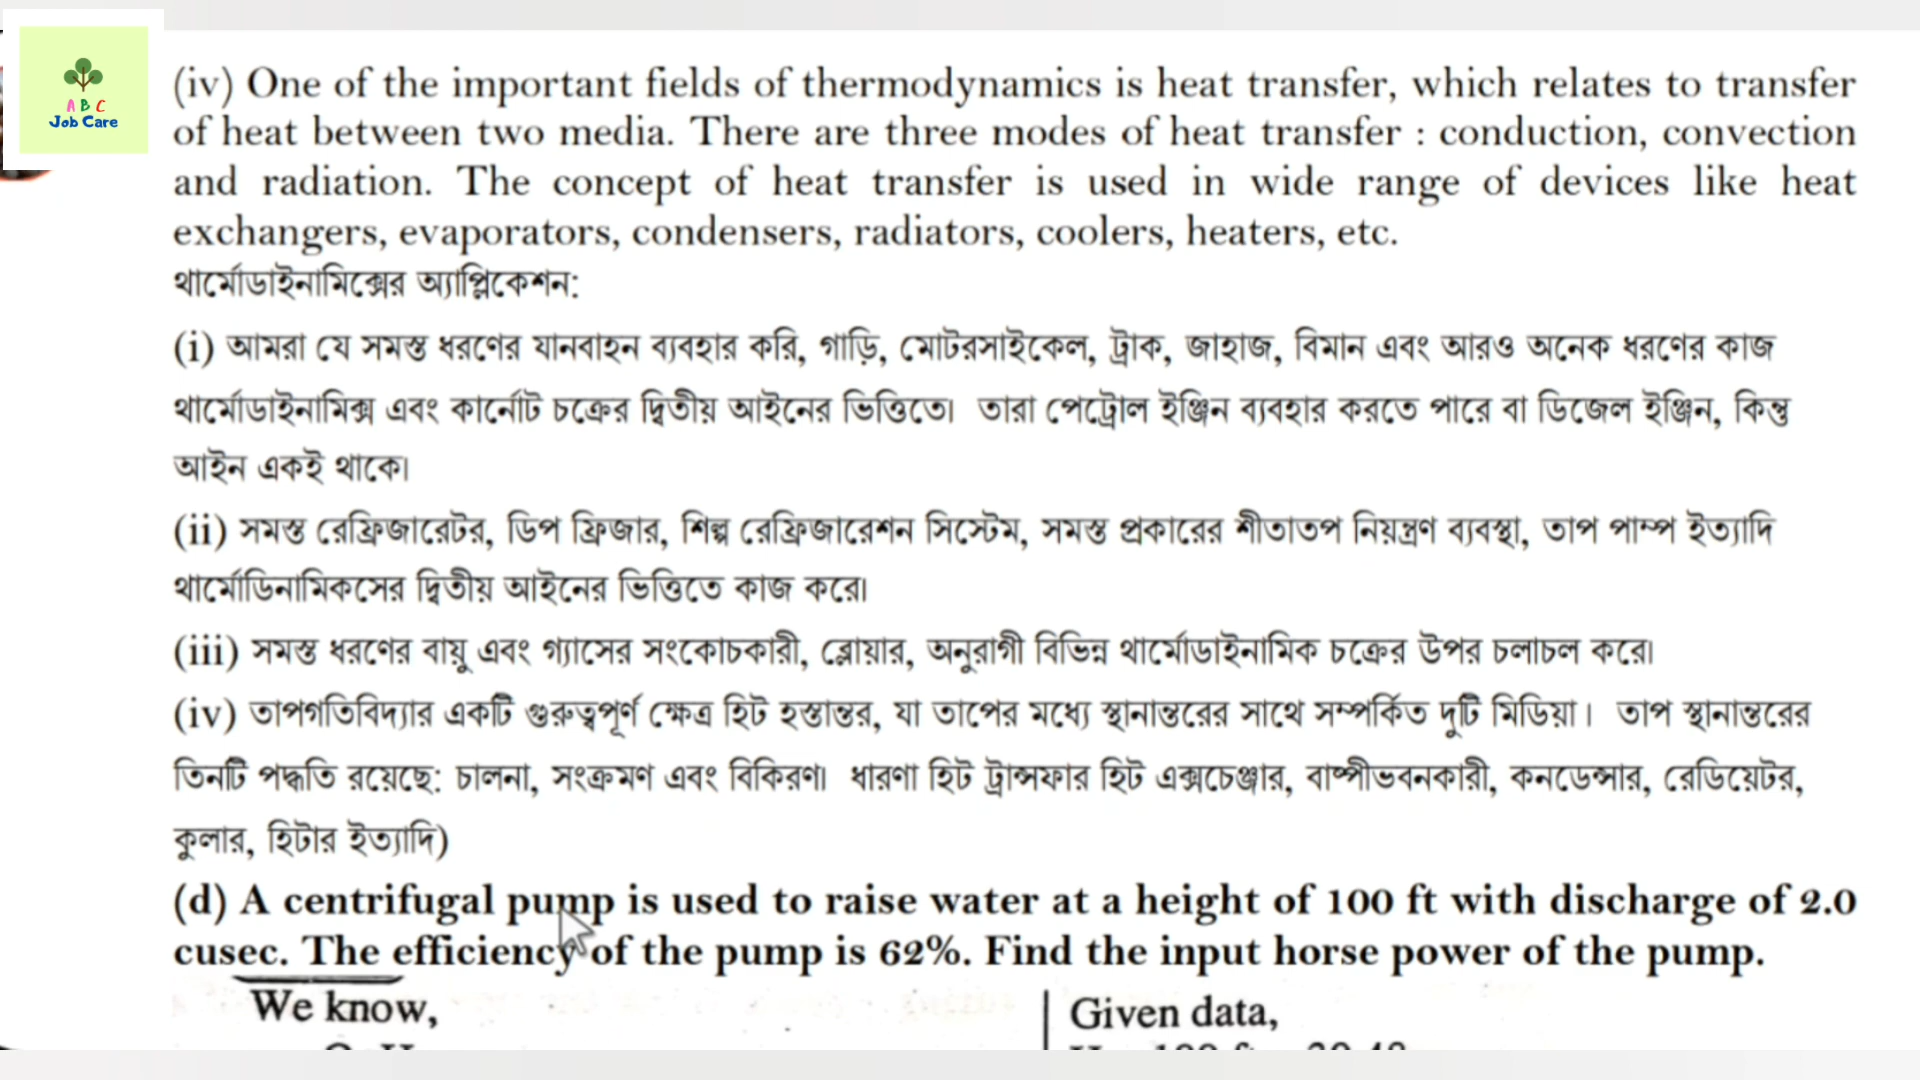 A B C
Job Care
(iv) One of the important fields of thermodynamics is heat transfer, which relates to transfer
of heat between two media. There are three modes of heat transfer : conduction, convection
and radiation. The concept of heat transfer is used in wide range of devices like heat
exchangers, evaporators, condensers, radiators, coolers, heaters, etc.
থার্মোডাইনামিক্সের অ্যাপ্লিকেশন:
(i) আমরা যে সমস্ত ধরণের যানবাহন ব্যবহার করি, গাড়ি, মোটরসাইকেল, ট্রাক, জাহাজ, বিমান এবং আরও অনেক ধরণের কাজ
থার্মোডাইনামিক্স এবং কার্নোট চক্রের দ্বিতীয় আইনের ভিত্তিতে। তারা পেট্রোল ইঞ্জিন ব্যবহার করতে পারে বা ডিজেল ইঞ্জিন, কিন্তু
আইন একই থাকে।
(ii) সমস্ত রেফ্রিজারেটর, ডিপ ফ্রিজার, শিল্প রেফ্রিজারেশন সিস্টেম, সমস্ত প্রকারের শীতাতপ নিয়ন্ত্রণ ব্যবস্থা, তাপ পাম্প ইত্যাদি
থার্মোডিনামিকসের দ্বিতীয় আইনের ভিত্তিতে কাজ করে।
(iii) সমস্ত ধরণের বায়ু এবং গ্যাসের সংকোচকারী, ব্লোয়ার, অনুরাগী বিভিন্ন থার্মোডাইনামিক চক্রের উপর চলাচল করে।
(iv) তাপগতিবিদ্যার একটি গুরুত্বপূর্ণ ক্ষেত্র হিট হস্তান্তর, যা তাপের মধ্যে স্থানান্তরের সাথে সম্পর্কিত দুটি মিডিয়া। তাপ স্থানান্তরের
তিনটি পদ্ধতি রয়েছে: চালনা, সংক্রমণ এবং বিকিরণ। ধারণা হিট ট্রান্সফার হিট এক্সচেঞ্জার, বাষ্পীভবনকারী, কনডেন্সার, রেডিয়েটর,
কুলার, হিটার ইত্যাদি)
(d) A centrifugal pump is used to raise water at a height of 100 ft with discharge of 2.0
cusec. The efficiency of the pump is 62%. Find the input horse power of the pump.
We know,
Given data,